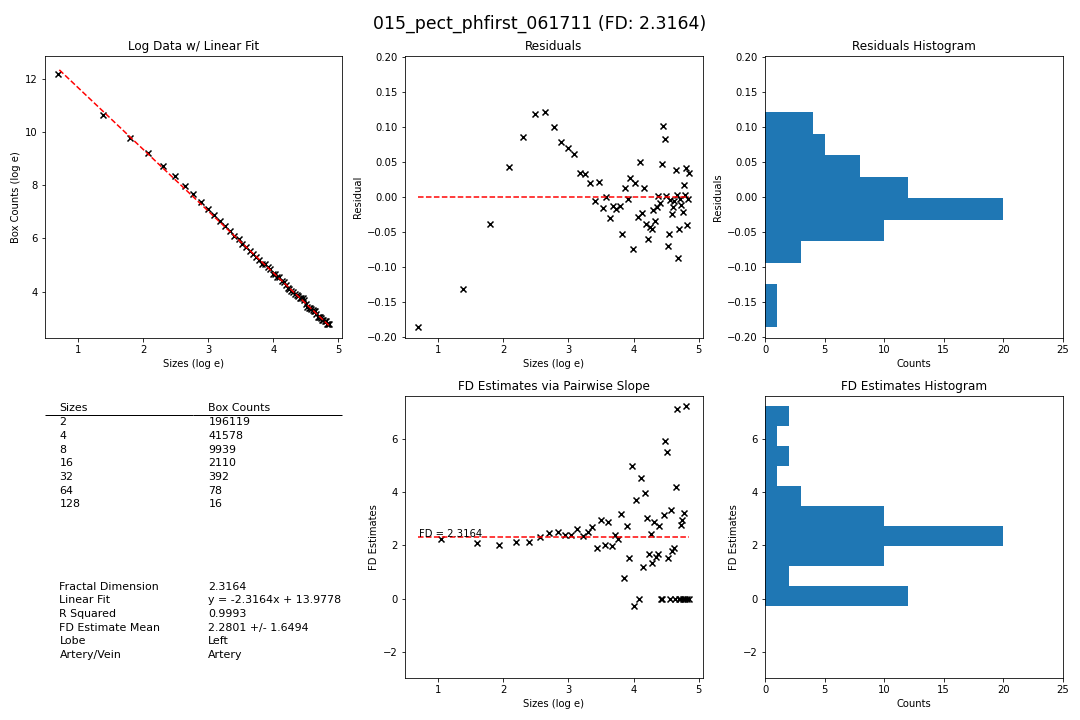 015_pect_phfirst_061711 (FD: 2.3164)
Log Data w/ Linear Fit
Box Counts (log e)
12
10
8
6
4
1 2 3 4 5
Sizes (log e)
Residuals
Residual
0.20
0.15
0.10
0.05
0.00
−0.05
−0.10
−0.15
−0.20
1 2 3 4 5
Sizes (log e)
Residuals Histogram
Residuals
0.20
0.15
0.10
0.05
0.00
−0.05
−0.10
−0.15
−0.20
0 5 10 15 20 25
Counts
Sizes Box Counts
2 196119
4 41578
8 9939
16 2110
32 392
64 78
128 16
Fractal Dimension 2.3164
Linear Fit y = -2.3164x + 13.9778
R Squared 0.9993
FD Estimate Mean 2.2801 +/- 1.6494
Lobe Left
Artery/Vein Artery
FD Estimates via Pairwise Slope
FD Estimates
6
4
2
0
−2
FD = 2.3164
1 2 3 4 5
Sizes (log e)
FD Estimates Histogram
FD Estimates
6
4
2
0
−2
0 5 10 15 20 25
Counts